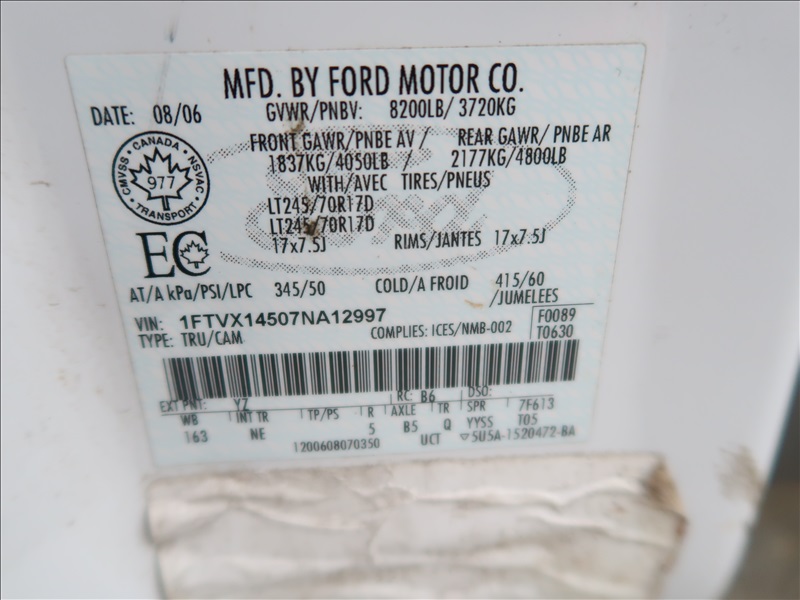 MFD. BY FORD MOTOR CO.
DATE: 08/06 GVWR/PNBV: 8200LB/ 3720KG
FRONT GAWR/PNBE AV / REAR GAWR/ PNBE AR
1837KG/4050LB / 2177KG/4800LB
WITH/AVEC TIRES/PNEUS
CMVSS · CANADA · NSVAC
977
TRANSPORT
LT245/70R17D
LT245/70R17D
17x7.5J RIMS/JANTES 17x7.5J
EC
AT/A kPa/PSI/LPC 345/50 COLD/A FROID 415/60
/JUMELEES
VIN: 1FTVX14507NA12997
F0089
TYPE: TRU/CAM COMPLIES: ICES/NMB-002 T0630
EXT PNT: YZ RC: B6 DSO:
WB INT TR TP/PS R AXLE TR SPR 7F613
163 NE 5 B5 Q YYSS T05
1200608070350 UCT ▽5U5A-1520472-BA